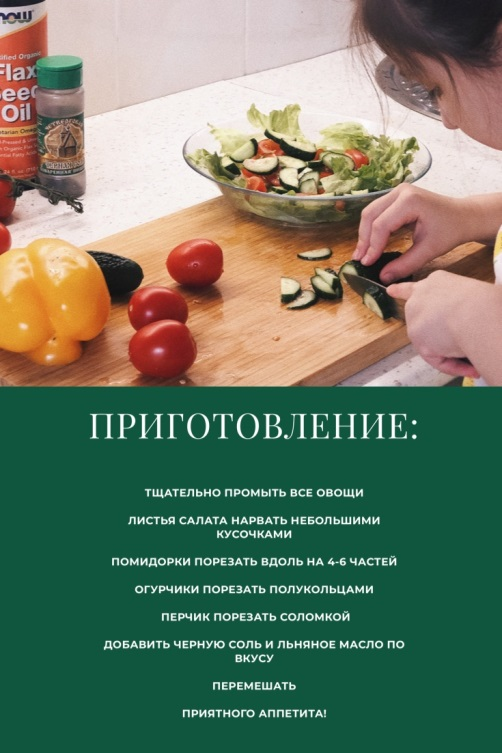 NOW
Flax
Seed
Oil
ПРИГОТОВЛЕНИЕ:
ТЩАТЕЛЬНО ПРОМЫТЬ ВСЕ ОВОЩИ
ЛИСТЬЯ САЛАТА НАРВАТЬ НЕБОЛЬШИМИ
КУСОЧКАМИ
ПОМИДОРКИ ПОРЕЗАТЬ ВДОЛЬ НА 4-6 ЧАСТЕЙ
ОГУРЧИКИ ПОРЕЗАТЬ ПОЛУКОЛЬЦАМИ
ПЕРЧИК ПОРЕЗАТЬ СОЛОМКОЙ
ДОБАВИТЬ ЧЕРНУЮ СОЛЬ И ЛЬНЯНОЕ МАСЛО ПО
ВКУСУ
ПЕРЕМЕШАТЬ
ПРИЯТНОГО АППЕТИТА!